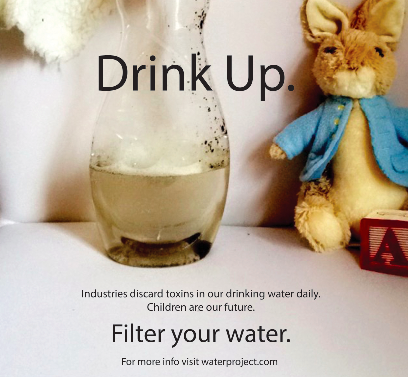 Drink Up.
A
Industries discard toxins in our drinking water daily.
Children are our future.
Filter your water.
For more info visit waterproject.com